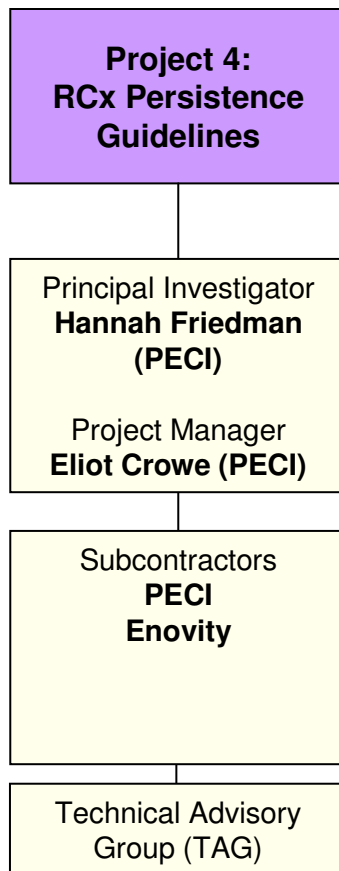 Project 4:
RCx Persistence
Guidelines
Principal Investigator
Hannah Friedman
(PECI)
Project Manager
Eliot Crowe (PECI)
Subcontractors
PECI
Enovity
Technical Advisory
Group (TAG)